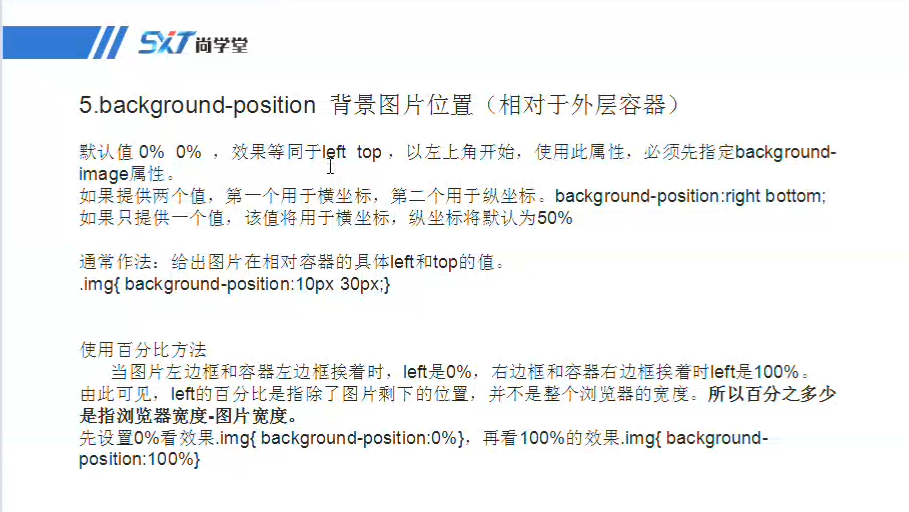 SXT尚学堂
5.background-position 背景图片位置（相对于外层容器）
默认值 0% 0% ，效果等同于left top ，以左上角开始，使用此属性，必须先指定background-
image属性。
如果提供两个值，第一个用于横坐标，第二个用于纵坐标。background-position:right bottom;
如果只提供一个值，该值将用于横坐标，纵坐标将默认为50%
通常作法：给出图片在相对容器的具体left和top的值。
.img{ background-position:10px 30px;}
使用百分比方法
当图片左边框和容器左边框挨着时，left是0%，右边框和容器右边框挨着时left是100%。
由此可见，left的百分比是指除了图片剩下的位置，并不是整个浏览器的宽度。所以百分之多少
是指浏览器宽度-图片宽度。
先设置0%看效果.img{ background-position:0%}，再看100%的效果.img{ background-
position:100%}